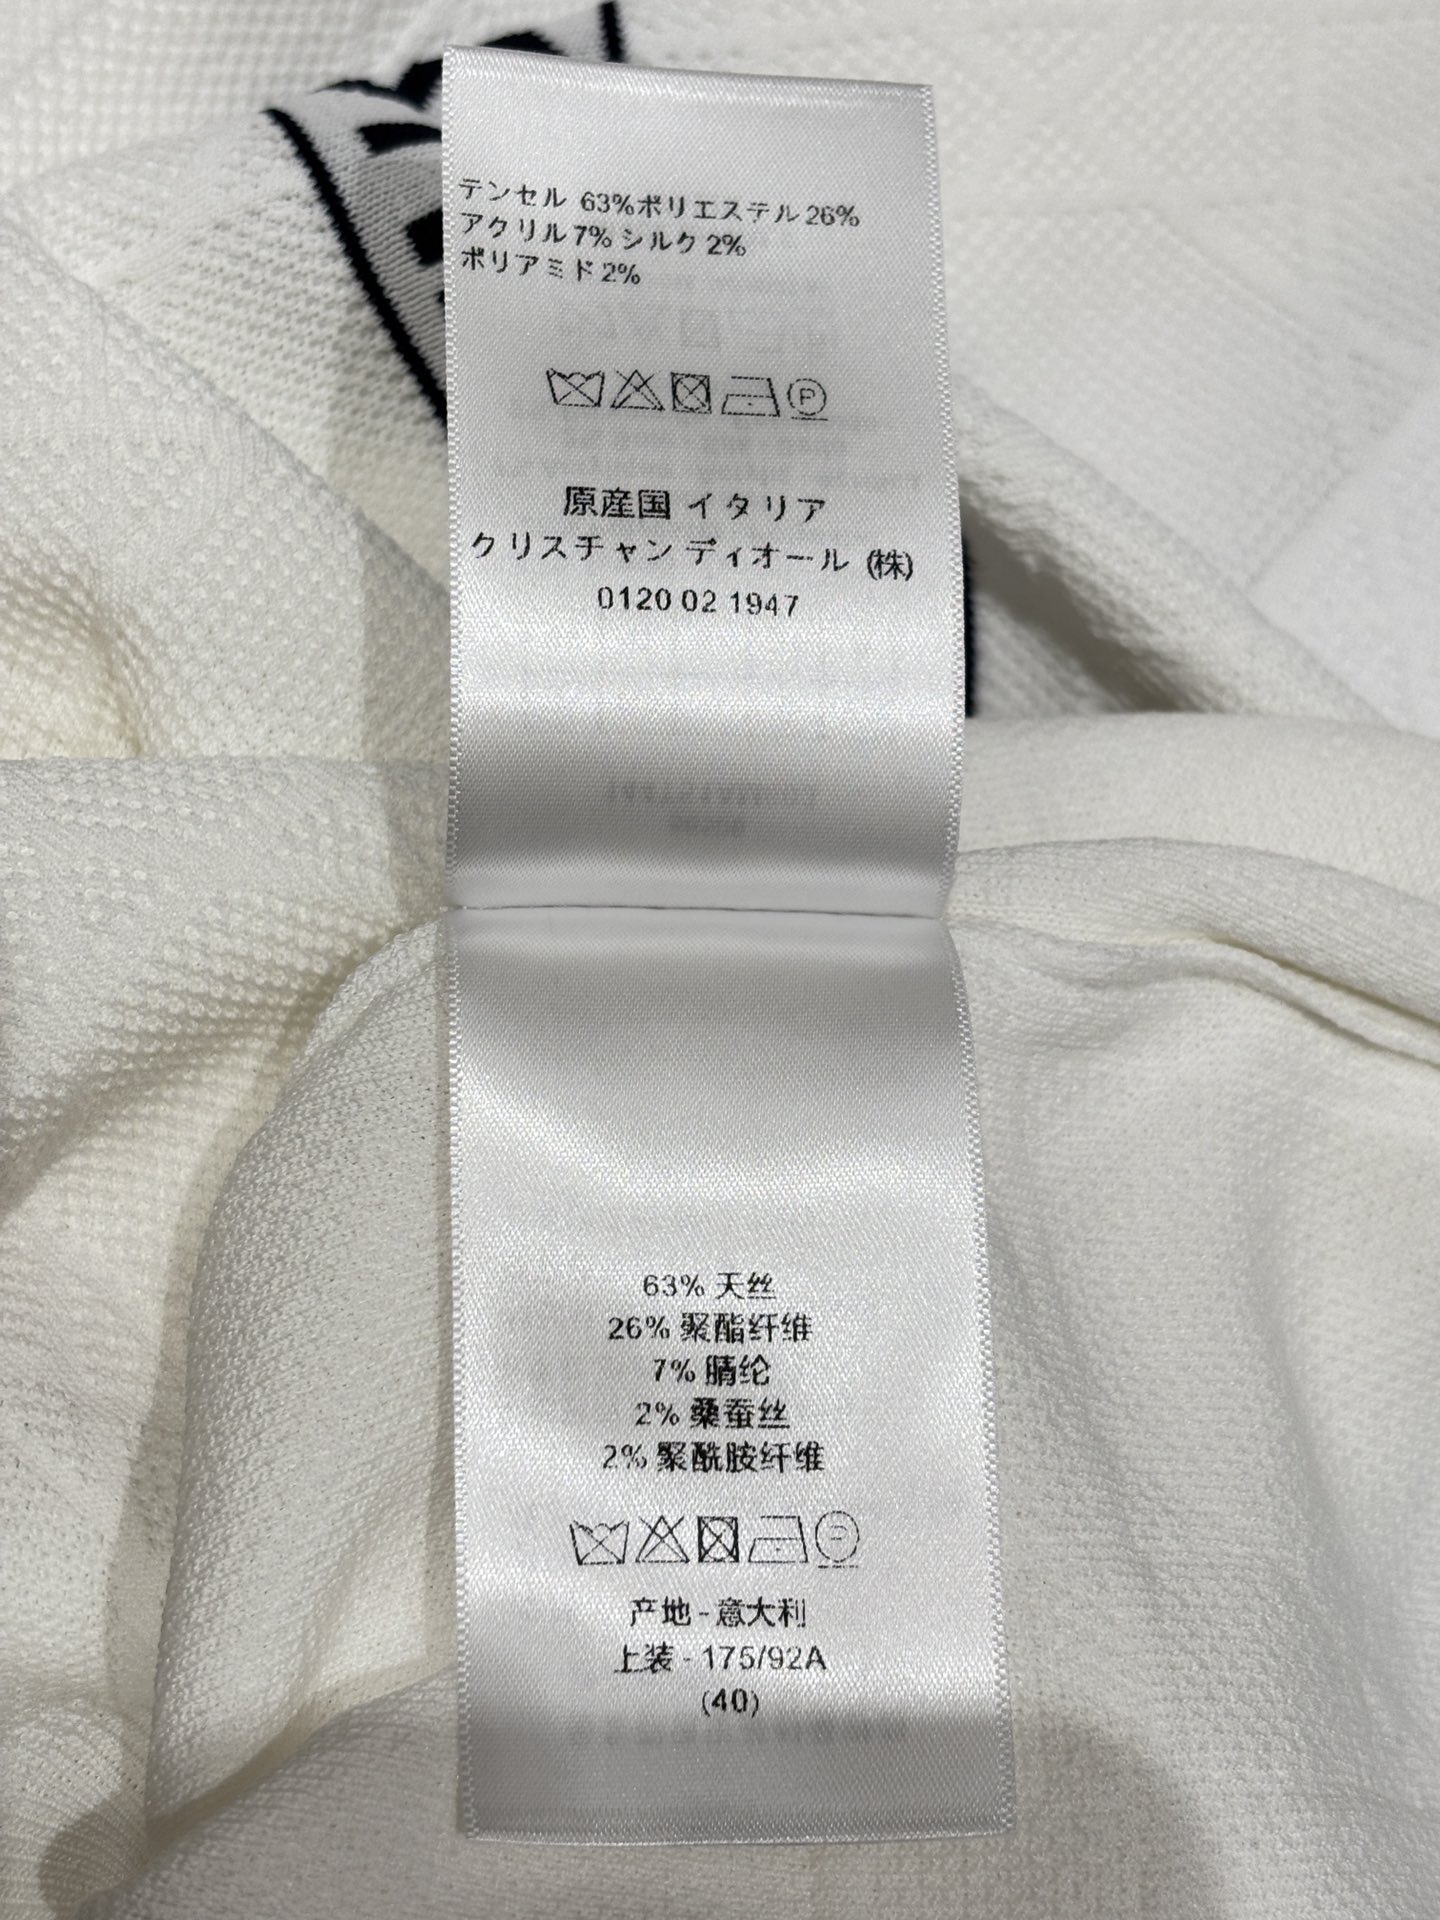 テンセル 63%ポリエステル 26%
アクリル 7% シルク 2%
ポリアミド 2%
P
原産国 イタリア
クリスチャン ディオール (株)
0120 02 1947
63% 天丝
26% 聚酯纤维
7% 腈纶
2% 桑蚕丝
2% 聚酰胺纤维
产地 - 意大利
上装 - 175/92A
(40)